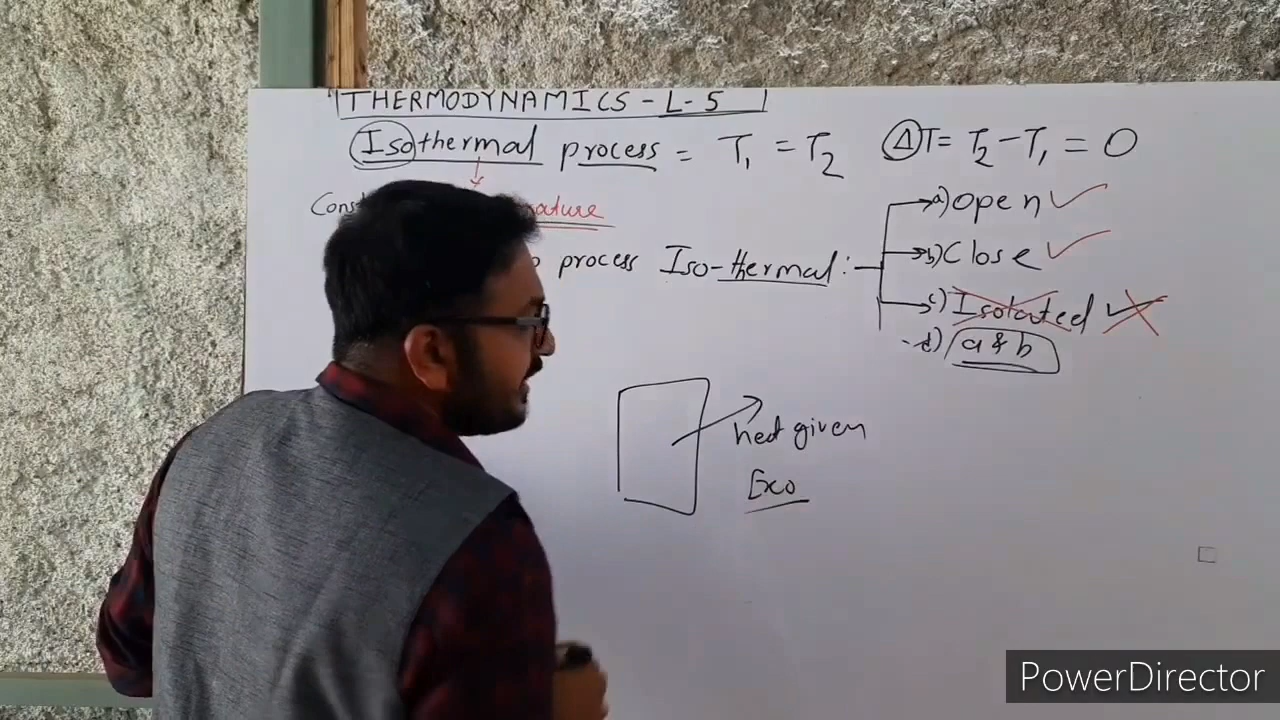 THERMODYNAMICS - L-5
Isothermal process = T₁ = T₂ ΔT = T₂ - T₁ = 0
process Iso-thermal :-
a) Open ✓
b) Close ✓
c) Isolated
d) a & b
heat given
Exo
PowerDirector